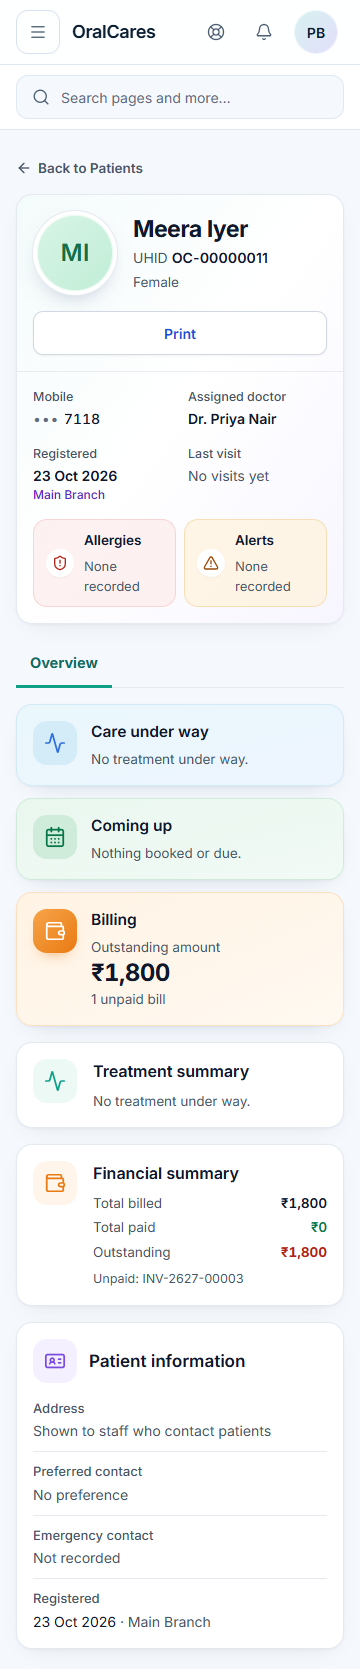 OralCares
PB
Search pages and more...
Back to Patients
MI
Meera Iyer
UHID OC-00000011
Female
Print
Mobile
••• 7118
Assigned doctor
Dr. Priya Nair
Registered
23 Oct 2026
Main Branch
Last visit
No visits yet
Allergies
None
recorded
Alerts
None
recorded
Overview
Care under way
No treatment under way.
Coming up
Nothing booked or due.
Billing
Outstanding amount
₹1,800
1 unpaid bill
Treatment summary
No treatment under way.
Financial summary
Total billed ₹1,800
Total paid ₹0
Outstanding ₹1,800
Unpaid: INV-2627-00003
Patient information
Address
Shown to staff who contact patients
Preferred contact
No preference
Emergency contact
Not recorded
Registered
23 Oct 2026 · Main Branch